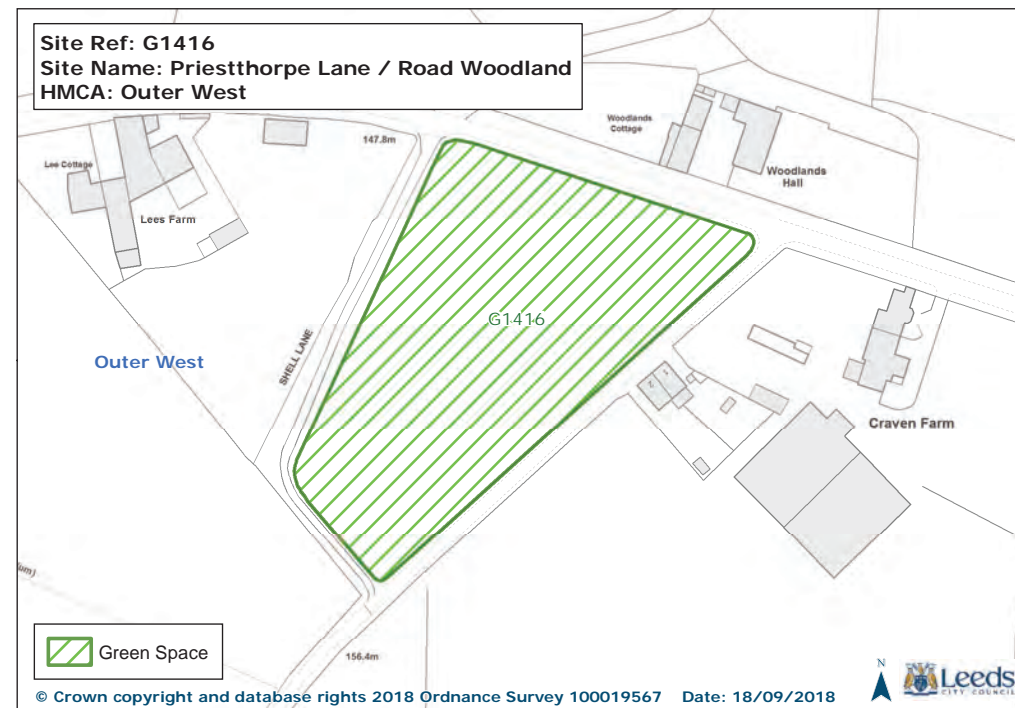 Site Ref: G1416
Site Name: Priestthorpe Lane / Road Woodland
HMCA: Outer West
147.8m
Lee Cottage
Lees Farm
Woodlands
Cottage
Woodlands
Hall
G1416
Outer West
SHELL LANE
2
1
Craven Farm
156.4m
Green Space
N
Leeds
CITY COUNCIL
© Crown copyright and database rights 2018 Ordnance Survey 100019567 Date: 18/09/2018